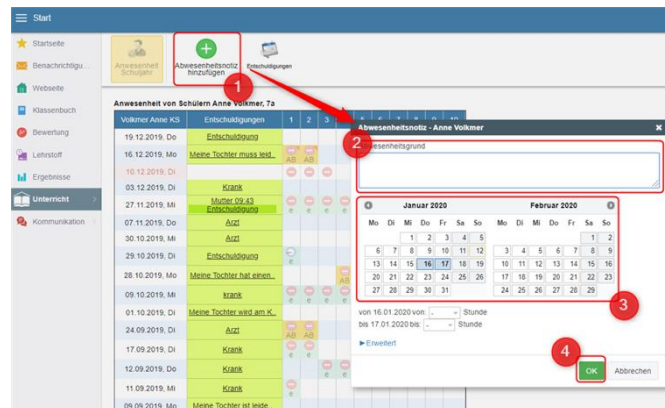 Start
Startseite
Benachrichtigu...
Webseite
Klassenbuch
Bewertung
Lehrstoff
Ergebnisse
Unterricht
Kommunikation
Anwesenheit
Schuljahr
Abwesenheitsnotiz
hinzufügen
Entschuldigungen
1
Anwesenheit von Schülern Anne Volkmer, 7a
Volkmer Anne KS Entschuldigungen 1 2 3
19.12.2019, Do Entschuldigung
16.12.2019, Mo Meine Tochter muss leid... AB AB
10.12.2019, Di
03.12.2019, Di Krank
27.11.2019, Mi Mutter 09:43 Entschuldigung e e e
07.11.2019, Do Arzt
30.10.2019, Mi Arzt
29.10.2019, Di Entschuldigung e
28.10.2019, Mo Meine Tochter hat einen... AB
09.10.2019, Mi krank e e e e
01.10.2019, Di Meine Tochter wird am K...
24.09.2019, Di Arzt AB AB
17.09.2019, Di Krank e e
12.09.2019, Do Krank e e
11.09.2019, Mi Krank e
09.09.2019, Mo Meine Tochter ist leide...
2
Abwesenheitsnotiz - Anne Volkmer
Abwesenheitsgrund
Januar 2020
Mo Di Mi Do Fr Sa So
1 2 3 4 5
6 7 8 9 10 11 12
13 14 15 16 17 18 19
20 21 22 23 24 25 26
27 28 29 30 31
Februar 2020
Mo Di Mi Do Fr Sa So
1 2
3 4 5 6 7 8 9
10 11 12 13 14 15 16
17 18 19 20 21 22 23
24 25 26 27 28 29
3
von 16.01.2020 von: - Stunde
bis 17.01.2020 bis: - Stunde
Erweitert
4
OK
Abbrechen